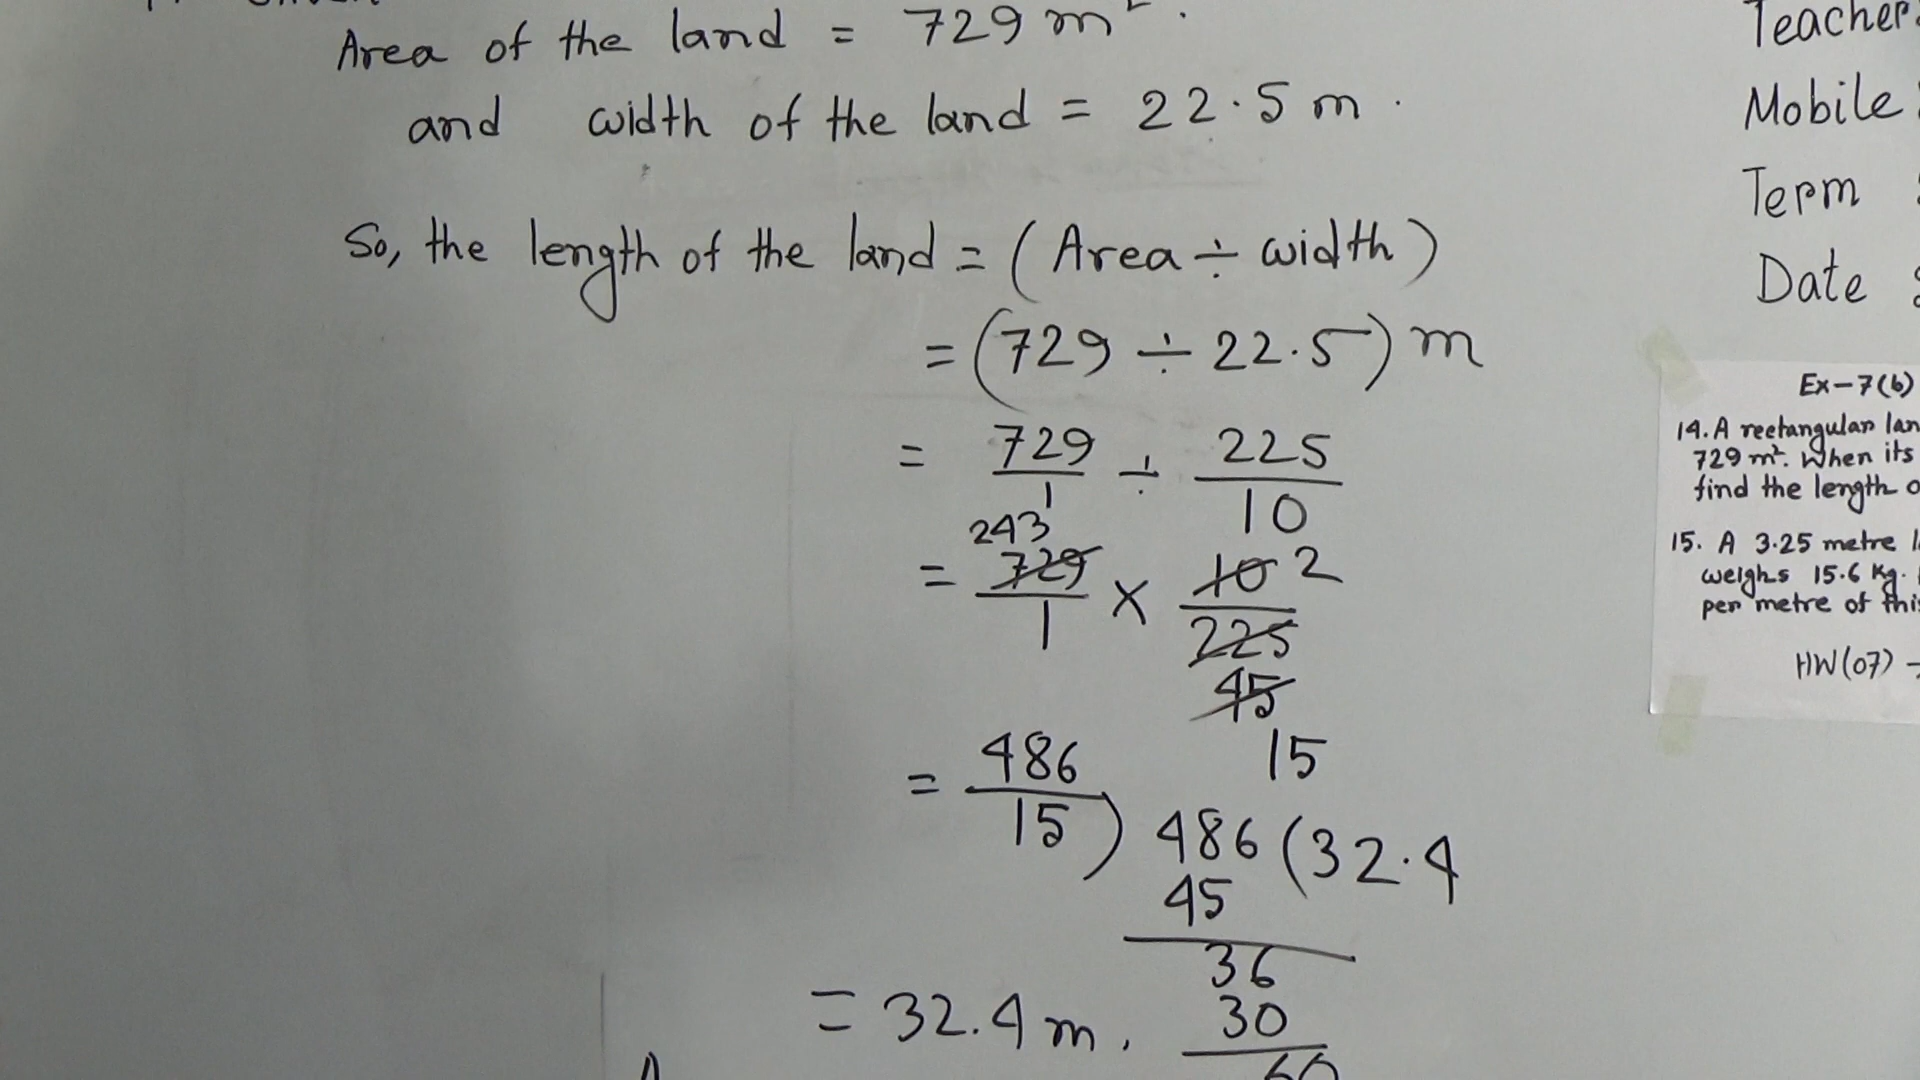 Area of the land = 729 m².
and width of the land = 22.5 m.
So, the length of the land = (Area ÷ width)
= (729 ÷ 22.5) m
= 729/1 ÷ 225/10
243
= 729/1 × 10/225 2
45
15
= 486/15 ) 486 ( 32.4
45
36
30
60
= 32.4 m.
Teacher:
Mobile:
Term :
Date :
Ex-7(b)
14. A rectangular
729 m². When its
find the length
15. A 3.25 metre
weighs 15.6 kg.
per metre of
HW(07) -